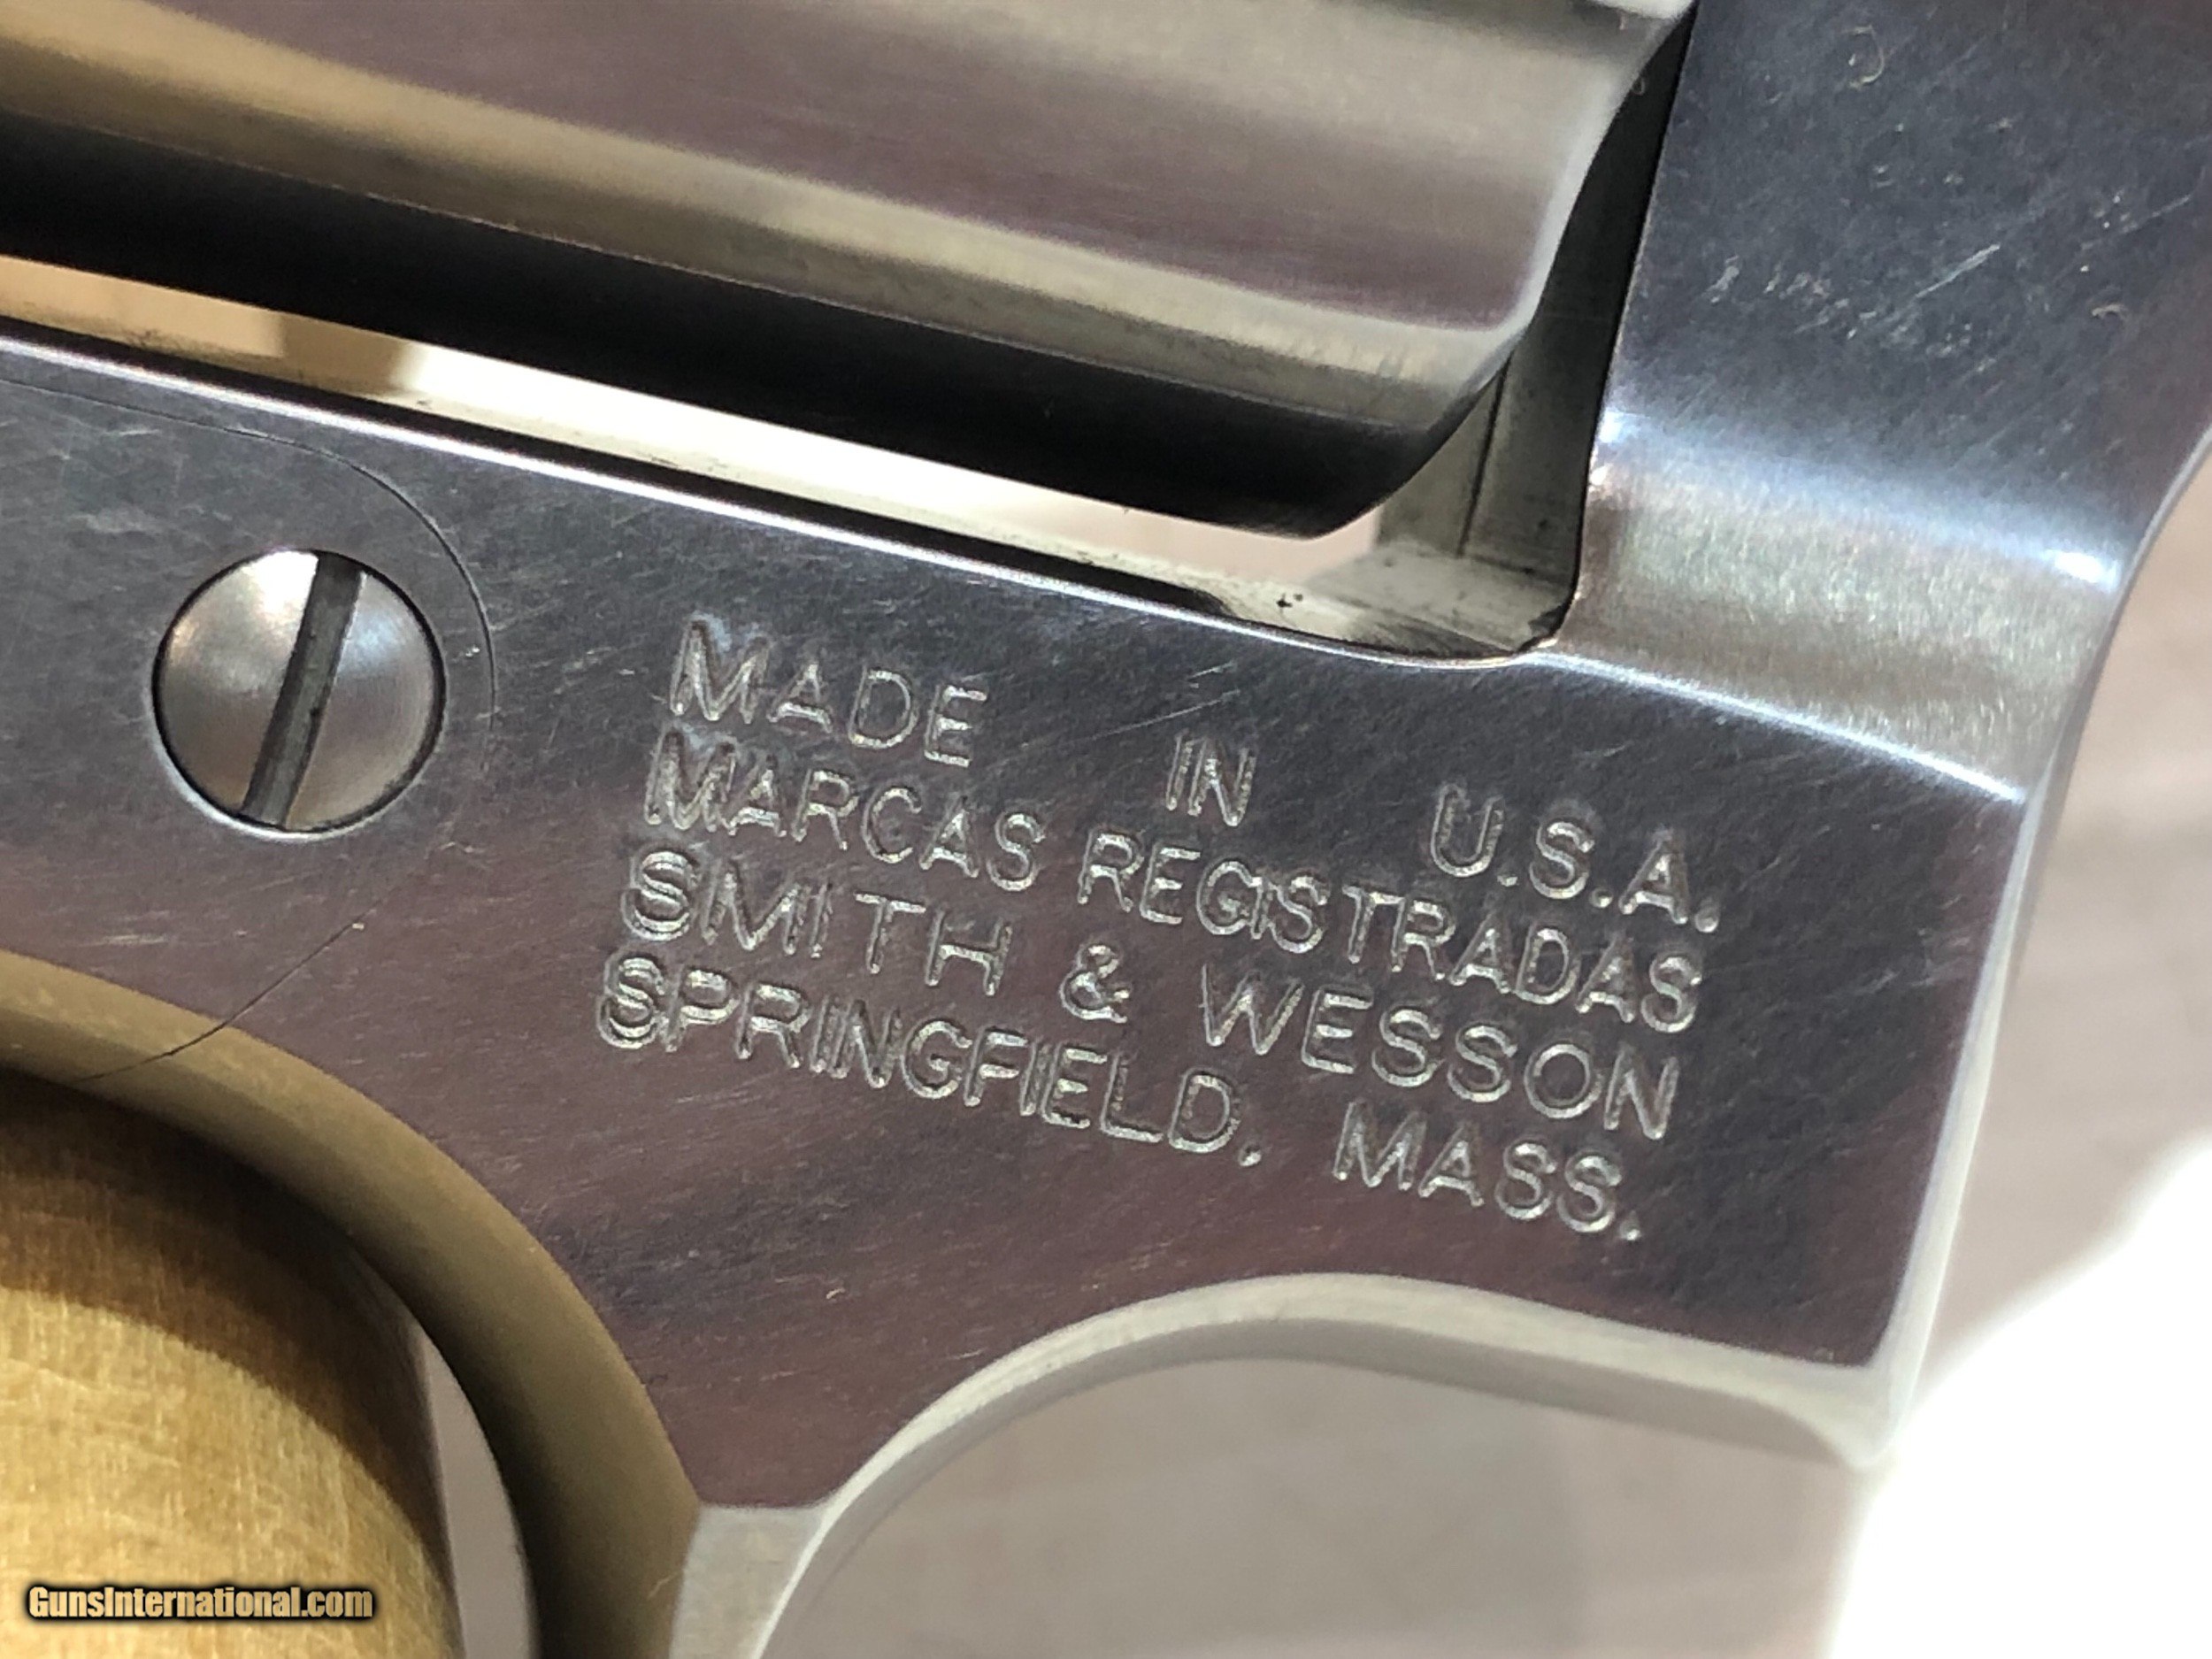 MADE IN U.S.A.
MARCAS REGISTRADAS
SMITH & WESSON
SPRINGFIELD, MASS.
GunsInternational.com